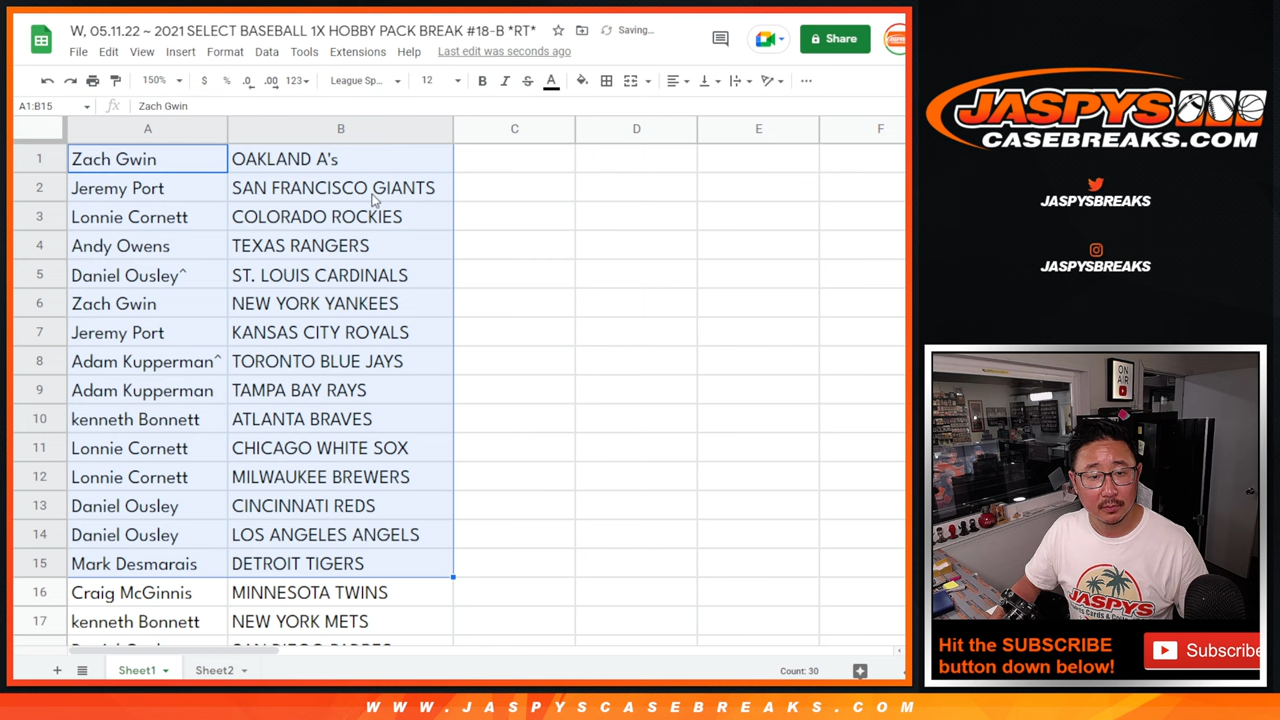 W, 05.11.22 ~ 2021 SELECT BASEBALL 1X HOBBY PACK BREAK #18-B *RT*
Saving...
File Edit View Insert Format Data Tools Extensions Help Last edit was seconds ago
Share
150% $ % .0 .00 123 League Sp... 12 B I S A
A1:B15 fx Zach Gwin
A B C D E F
1 Zach Gwin OAKLAND A's
2 Jeremy Port SAN FRANCISCO GIANTS
3 Lonnie Cornett COLORADO ROCKIES
4 Andy Owens TEXAS RANGERS
5 Daniel Ousley^ ST. LOUIS CARDINALS
6 Zach Gwin NEW YORK YANKEES
7 Jeremy Port KANSAS CITY ROYALS
8 Adam Kupperman^ TORONTO BLUE JAYS
9 Adam Kupperman TAMPA BAY RAYS
10 kenneth Bonnett ATLANTA BRAVES
11 Lonnie Cornett CHICAGO WHITE SOX
12 Lonnie Cornett MILWAUKEE BREWERS
13 Daniel Ousley CINCINNATI REDS
14 Daniel Ousley LOS ANGELES ANGELS
15 Mark Desmarais DETROIT TIGERS
16 Craig McGinnis MINNESOTA TWINS
17 kenneth Bonnett NEW YORK METS
Sheet1 Sheet2 Count: 30
JASPYS
CASEBREAKS.COM
JASPYSBREAKS
JASPYSBREAKS
ON
AIR
JASPYS
Hit the SUBSCRIBE
button down below!
Subscribe
WWW.JASPYSCASEBREAKS.COM